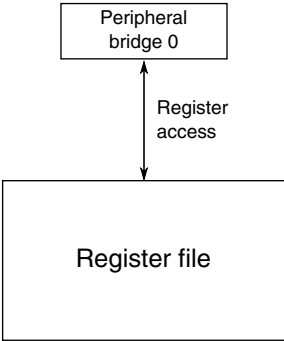 Peripheral
bridge 0
Register
access
Register file